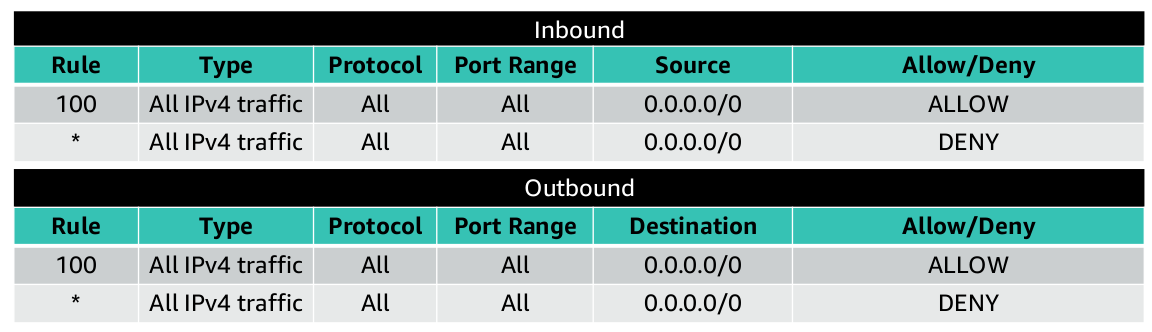 Inbound
Rule Type Protocol Port Range Source Allow/Deny
100 All IPv4 traffic All All 0.0.0.0/0 ALLOW
* All IPv4 traffic All All 0.0.0.0/0 DENY
Outbound
Rule Type Protocol Port Range Destination Allow/Deny
100 All IPv4 traffic All All 0.0.0.0/0 ALLOW
* All IPv4 traffic All All 0.0.0.0/0 DENY